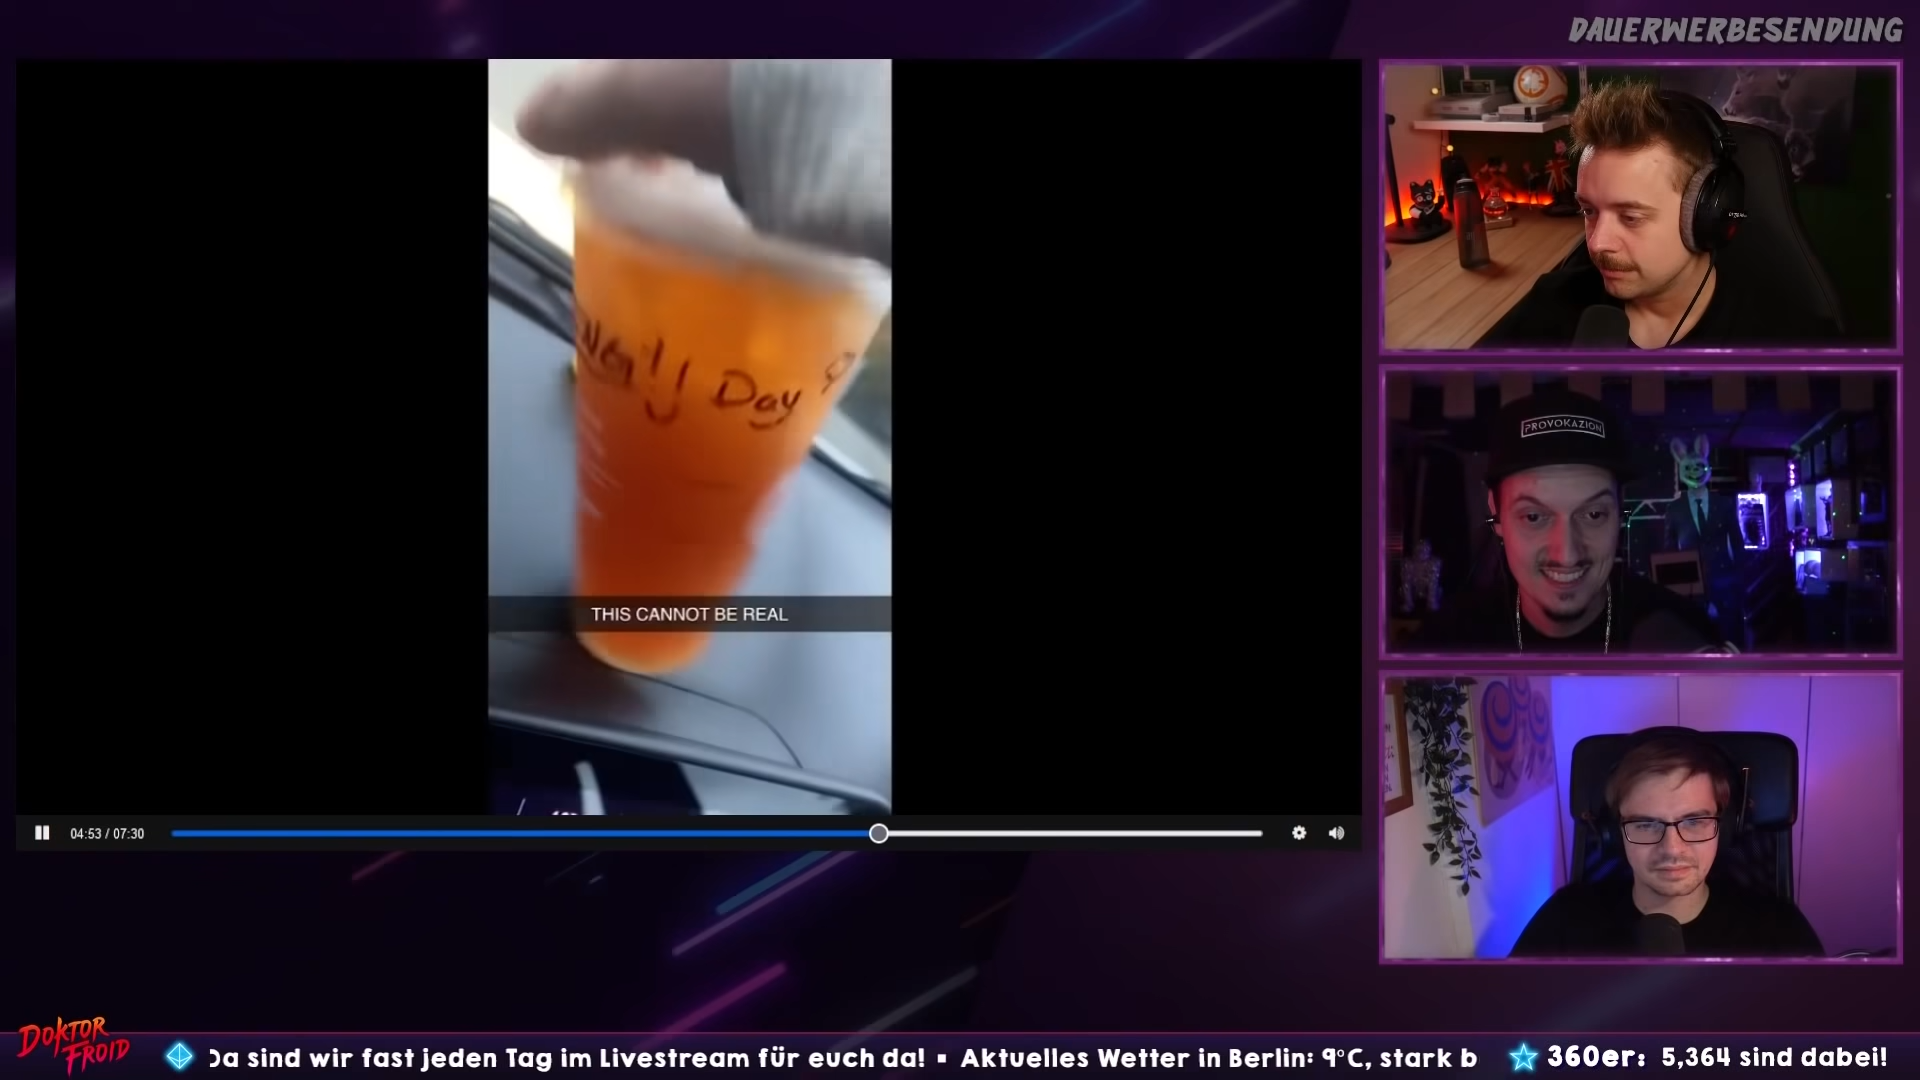 DAUERWERBESENDUNG
Day
PROVOKAZION
THIS CANNOT BE REAL
04:53 / 07:30
DOKTOR
FROID
Da sind wir fast jeden Tag im Livestream für euch da! ▪ Aktuelles Wetter in Berlin: 9°C, stark b
360er: 5,364 sind dabei!